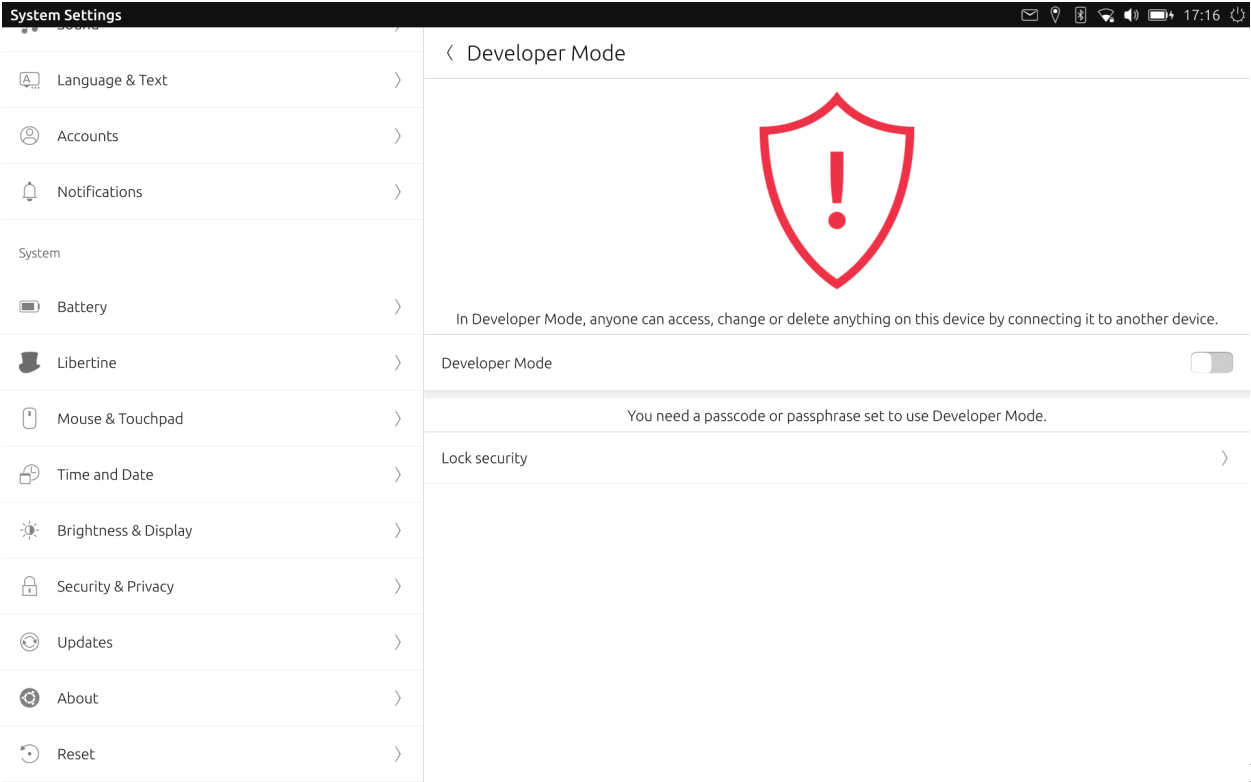 System Settings
17:16
Sound
Language & Text
Accounts
Notifications
System
Battery
Libertine
Mouse & Touchpad
Time and Date
Brightness & Display
Security & Privacy
Updates
About
Reset
Developer Mode
In Developer Mode, anyone can access, change or delete anything on this device by connecting it to another device.
Developer Mode
You need a passcode or passphrase set to use Developer Mode.
Lock security